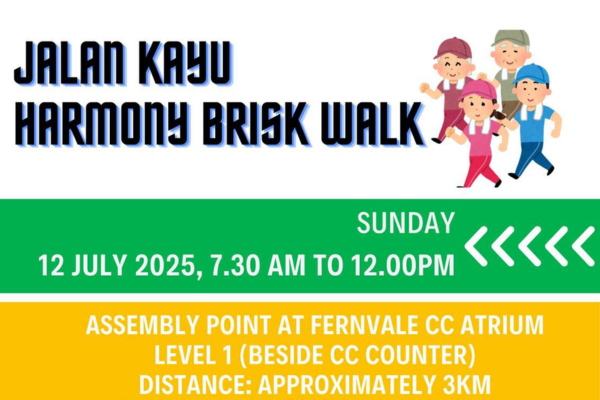 JALAN KAYU
HARMONY BRISK WALK
SUNDAY
12 JULY 2025, 7.30 AM TO 12.00PM
ASSEMBLY POINT AT FERNVALE CC ATRIUM
LEVEL 1 (BESIDE CC COUNTER)
DISTANCE: APPROXIMATELY 3KM